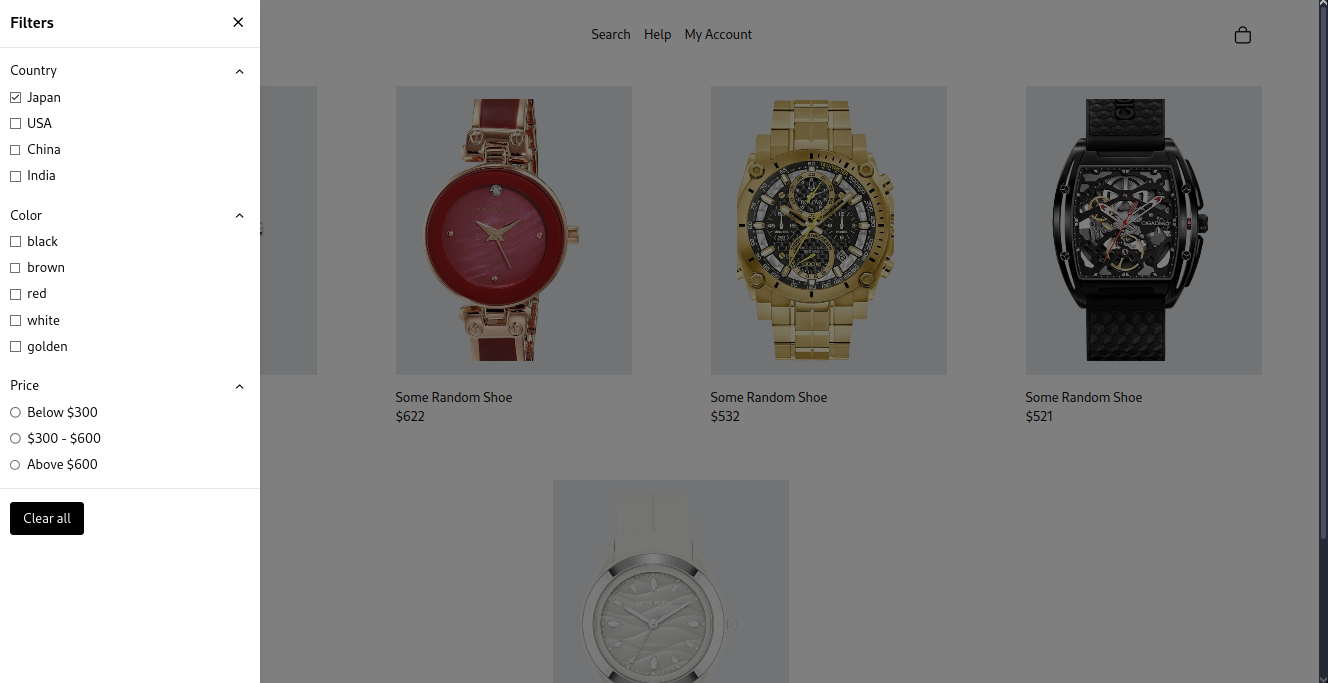 Filters
Search Help My Account
Country
Japan
USA
China
India
Color
black
brown
red
white
golden
Price
Below $300
$300 - $600
Above $600
Clear all
Some Random Shoe
$622
Some Random Shoe
$532
Some Random Shoe
$521